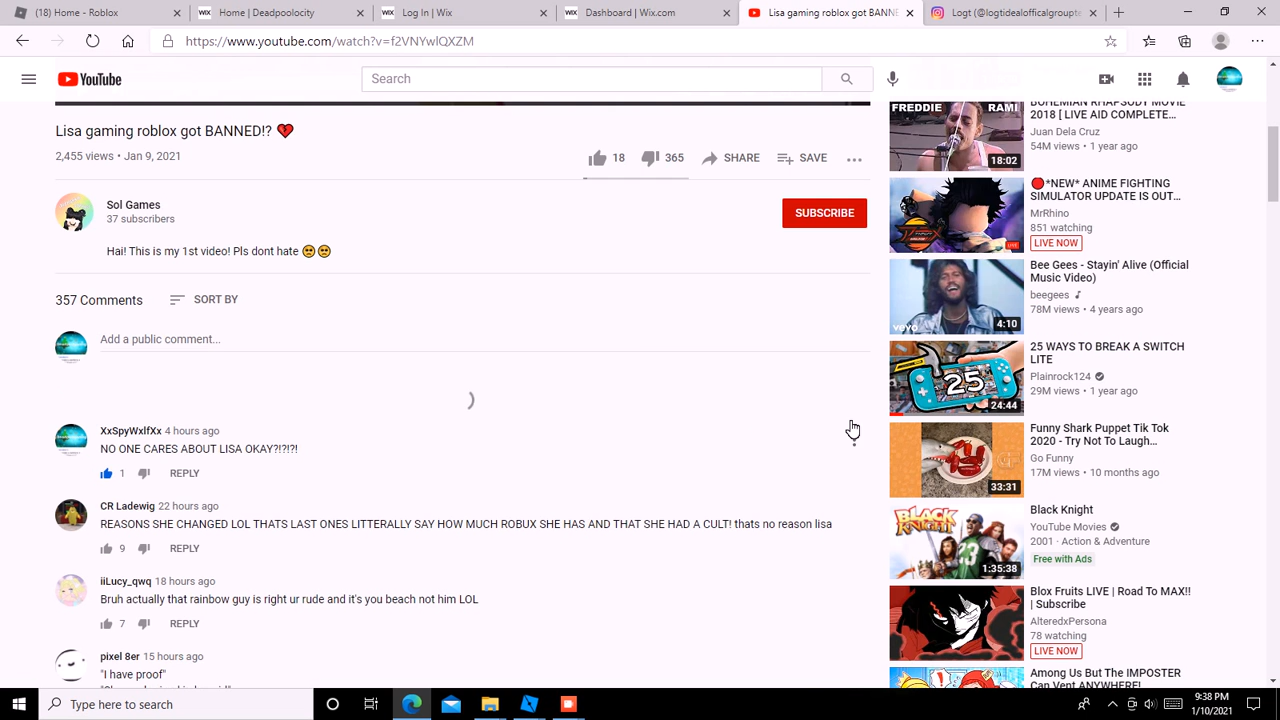 (18) Home - Roblox
Home | Deadpoolcity
Log In | Wix
Dashboard | Wix.com
Lisa gaming roblox got BANN
Logt (@logtidealofficalgroup
https://www.youtube.com/watch?v=f2VNYwlQXZM
YouTube
Search
Lisa gaming roblox got BANNED!? 💔
2,455 views • Jan 9, 2021
18
365
SHARE
SAVE
Sol Games
37 subscribers
SUBSCRIBE
Hai! This is my 1st vid! Pls dont hate
357 Comments
SORT BY
Add a public comment...
XxSpyWxlfXx 4 hours ago
NO ONE CARES ABOUT LISA OKAY?!?!?!
1
REPLY
CR Ladewig 22 hours ago
REASONS SHE CHANGED IT: THATS LAST ONES LITTERALLY SAY HOW MUCH ROBUX SHE HAS AND THAT SHE HAD A CULT! thats no reason lisa
9
REPLY
iiLucy_qwq 18 hours ago
Bruh actually that rainbow guy is right ur rude and it's you beach not him LOL
7
REPLY
pixel 8er 15 hours ago
"I have proof"
FREDDIE
RAMI
18:02
BOHEMIAN RHAPSODY MOVIE
2018 [ LIVE AID COMPLETE...
Juan Dela Cruz
54M views • 1 year ago
LIVE
🔴*NEW* ANIME FIGHTING
SIMULATOR UPDATE IS OUT...
MrRhino
851 watching
LIVE NOW
vevo
4:10
Bee Gees - Stayin' Alive (Official
Music Video)
beegees
78M views • 4 years ago
25
24:44
25 WAYS TO BREAK A SWITCH
LITE
Plainrock124
29M views • 1 year ago
33:31
Funny Shark Puppet Tik Tok
2020 - Try Not To Laugh...
Go Funny
17M views • 10 months ago
BLACK
KNIGHT
1:35:38
Black Knight
YouTube Movies
2001 · Action & Adventure
Free with Ads
Blox Fruits LIVE | Road To MAX!!
| Subscribe
AlteredxPersona
78 watching
LIVE NOW
Among Us But The IMPOSTER
Can Vent ANYWHERE!
Type here to search
9:38 PM
1/10/2021